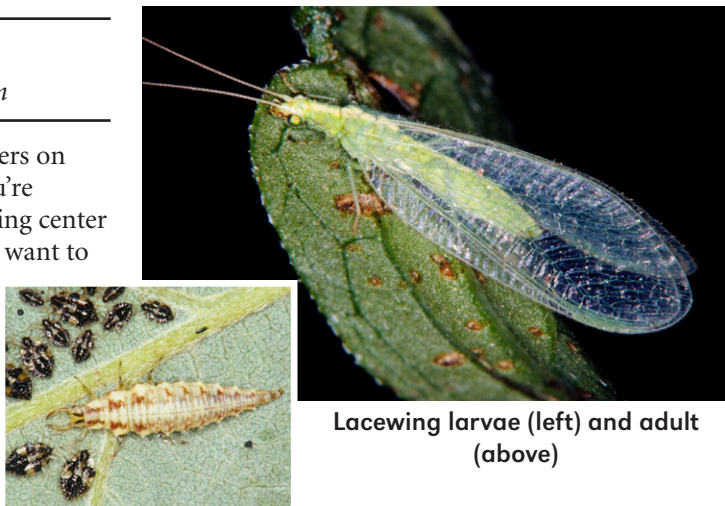 ers on
u're
ing center
want to
Lacewing larvae (left) and adult
(above)